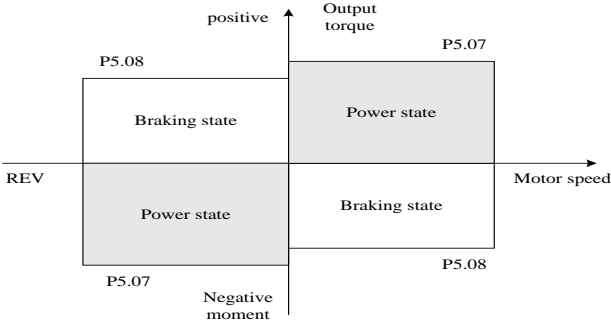 positive
Output
torque
P5.07
P5.08
Power state
Braking state
REV
Motor speed
Power state
Braking state
P5.07
P5.08
Negative
moment